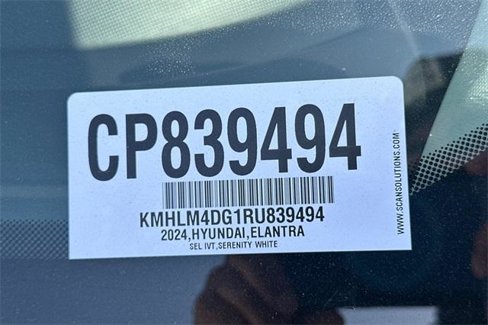 CP839494
KMHLM4DG1RU839494
2024,HYUNDAI,ELANTRA
SEL IVT,SERENITY WHITE
WWW.SCANSOLUTIONS.COM